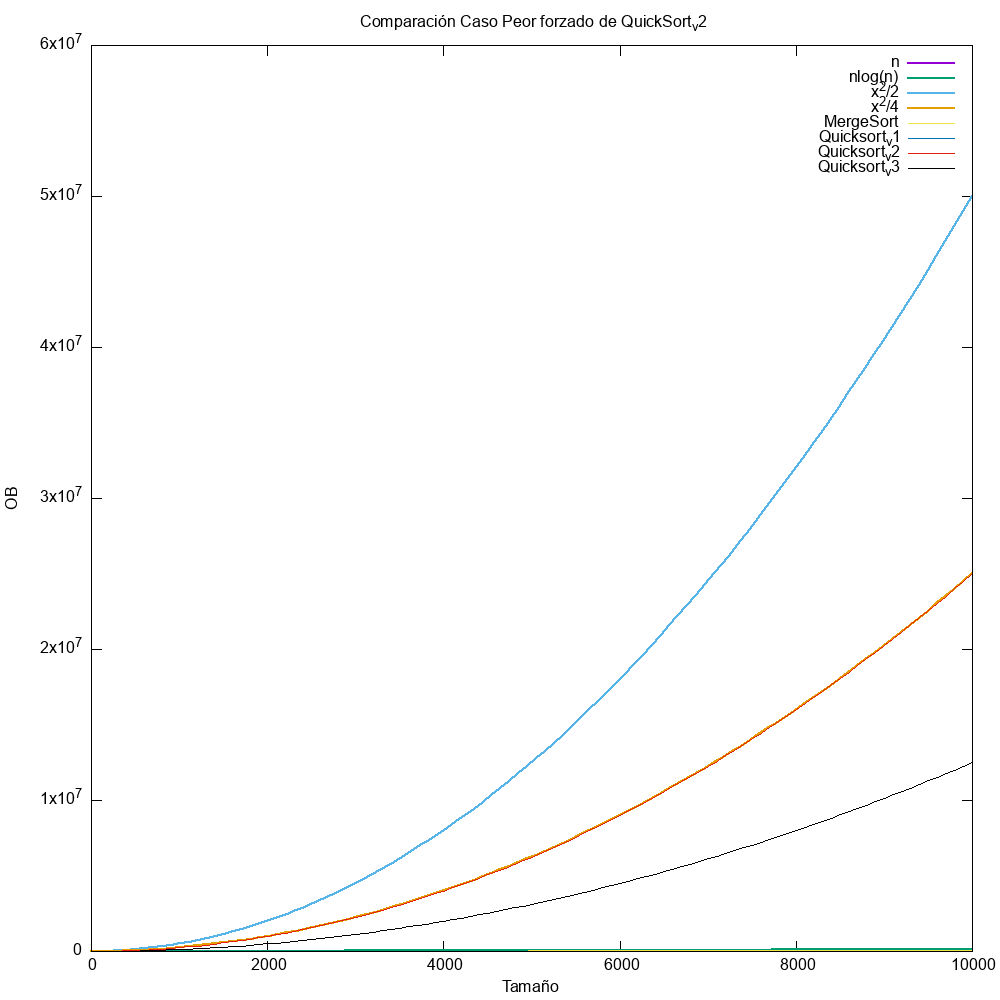 Comparación Caso Peor forzado de QuickSortᵥ2
6x10⁷
n
nlog(n)
x²/2
x²/4
MergeSort
Quicksortᵥ1
Quicksortᵥ2
Quicksortᵥ3
5x10⁷
4x10⁷
3x10⁷
OB
2x10⁷
1x10⁷
0
0 2000 4000 6000 8000 10000
Tamaño